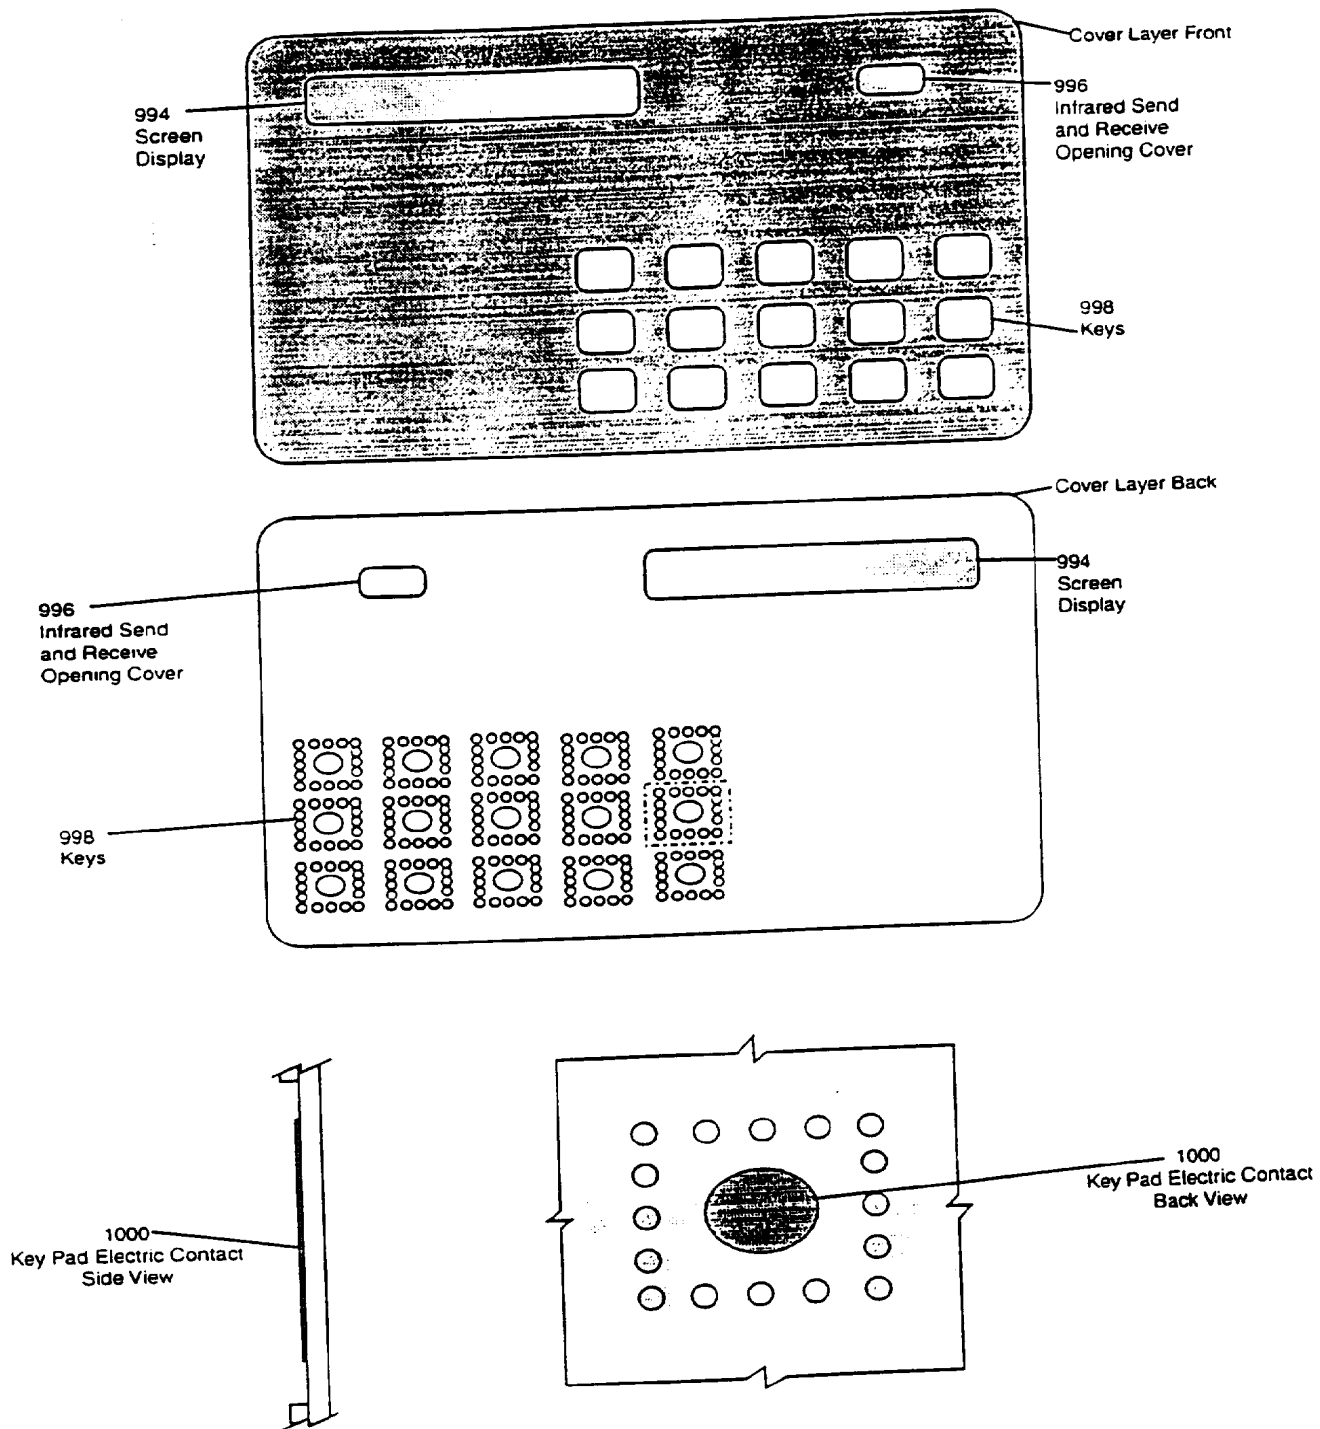 Cover Layer Front
994
Screen
Display
996
Infrared Send
and Receive
Opening Cover
998
Keys
Cover Layer Back
994
Screen
Display
996
Infrared Send
and Receive
Opening Cover
998
Keys
1000
Key Pad Electric Contact
Back View
1000
Key Pad Electric Contact
Side View